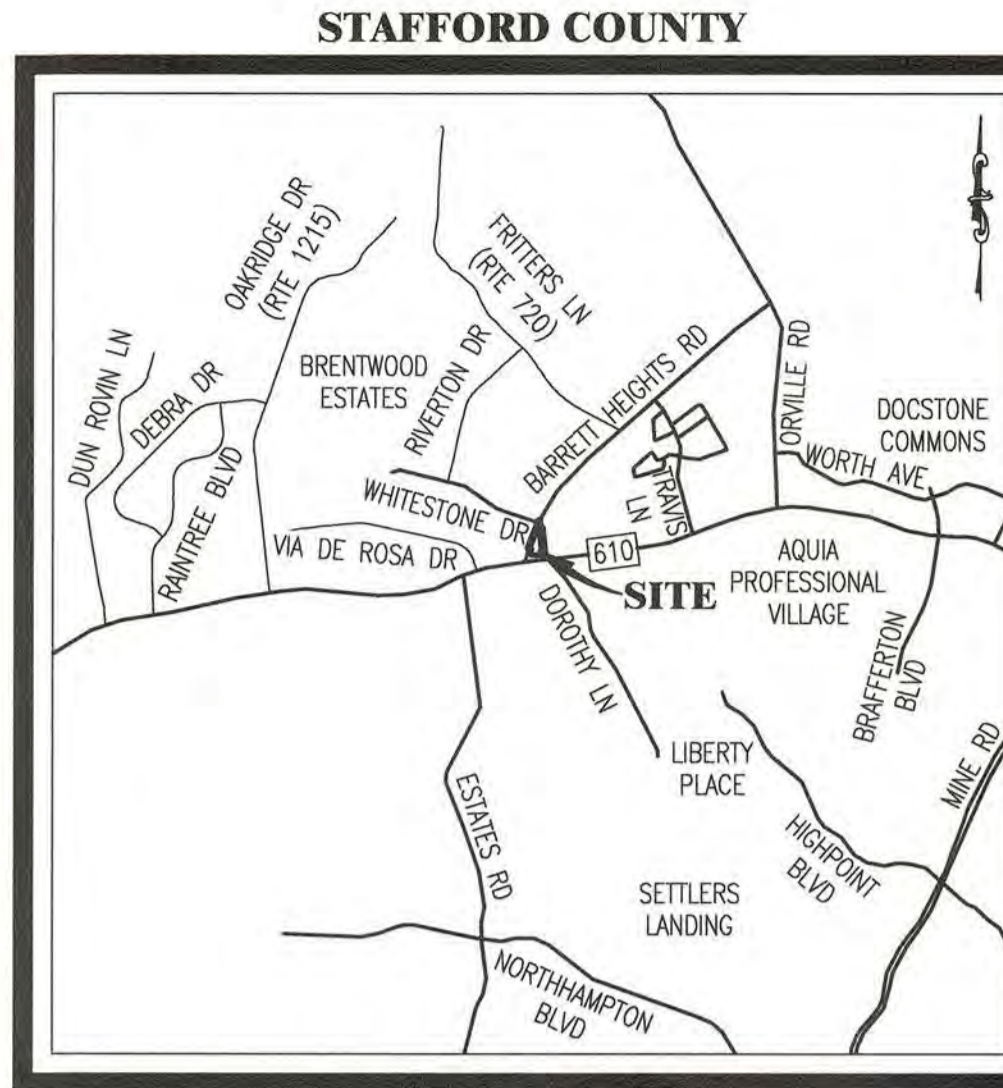 STAFFORD COUNTY
OAKRIDGE DR
(RTE 1215)
FRITTERS LN
(RTE 720)
DUN ROVIN LN
DEBRA DR
BRENTWOOD
ESTATES
RIVERTON DR
BARRETT HEIGHTS RD
ORVILLE RD
DOCSTONE
COMMONS
RAINTREE BLVD
WHITESTONE DR
TRAVIS
LN
WORTH AVE
VIA DE ROSA DR
610
SITE
AQUIA
PROFESSIONAL
VILLAGE
DOROTHY LN
BRAFFERTON
BLVD
LIBERTY
PLACE
MINE RD
ESTATES RD
HIGHPOINT
BLVD
SETTLERS
LANDING
NORTHHAMPTON
BLVD